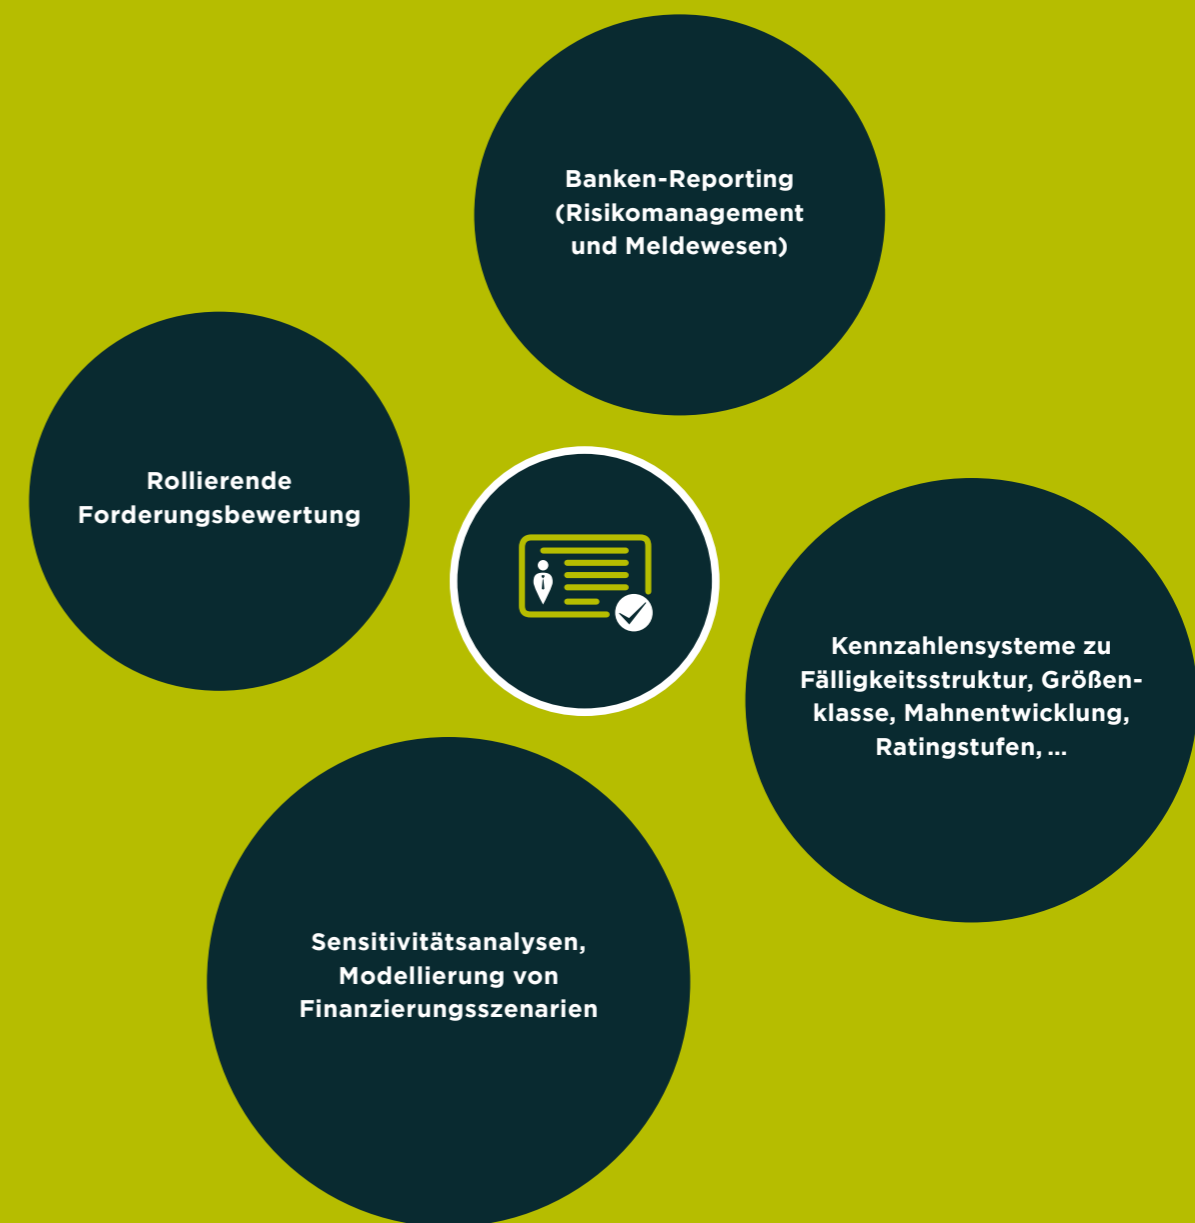 Banken-Reporting
(Risikomanagement
und Meldewesen)
Rollierende
Forderungsbewertung
Kennzahlensysteme zu
Fälligkeitsstruktur, Größen-
klasse, Mahnentwicklung,
Ratingstufen, ...
Sensitivitätsanalysen,
Modellierung von
Finanzierungsszenarien